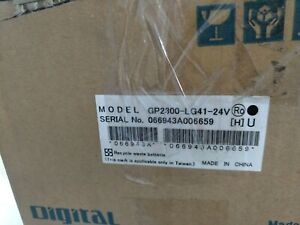 MODEL GP2300-LG41-24V Ro
SERIAL No. 066943A006659 [H] U
*066943A* *066943A006659*
Recycle waste batteries
(This mark is applicable only in Taiwan.) MADE IN CHINA
Digital